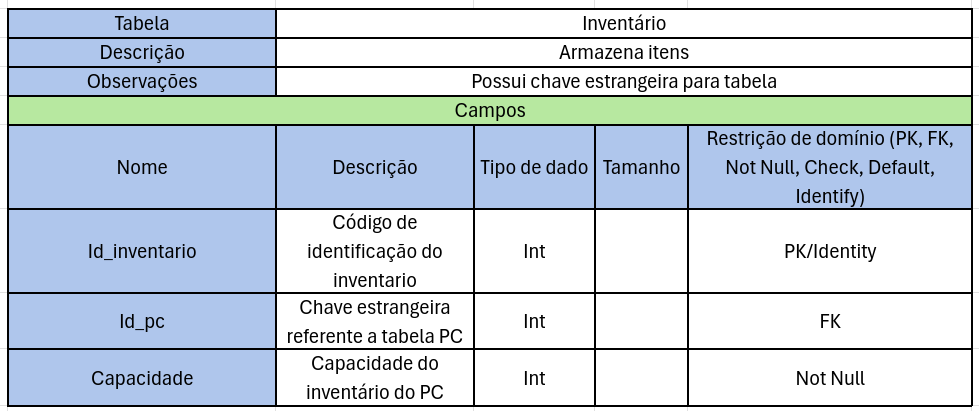 Tabela Inventário
Descrição Armazena itens
Observações Possui chave estrangeira para tabela
Campos
Nome
Descrição
Tipo de dado
Tamanho
Restrição de domínio (PK, FK,
Not Null, Check, Default,
Identify)
Id_inventario
Código de
identificação do
inventario
Int
PK/Identity
Id_pc
Chave estrangeira
referente a tabela PC
Int
FK
Capacidade
Capacidade do
inventário do PC
Int
Not Null